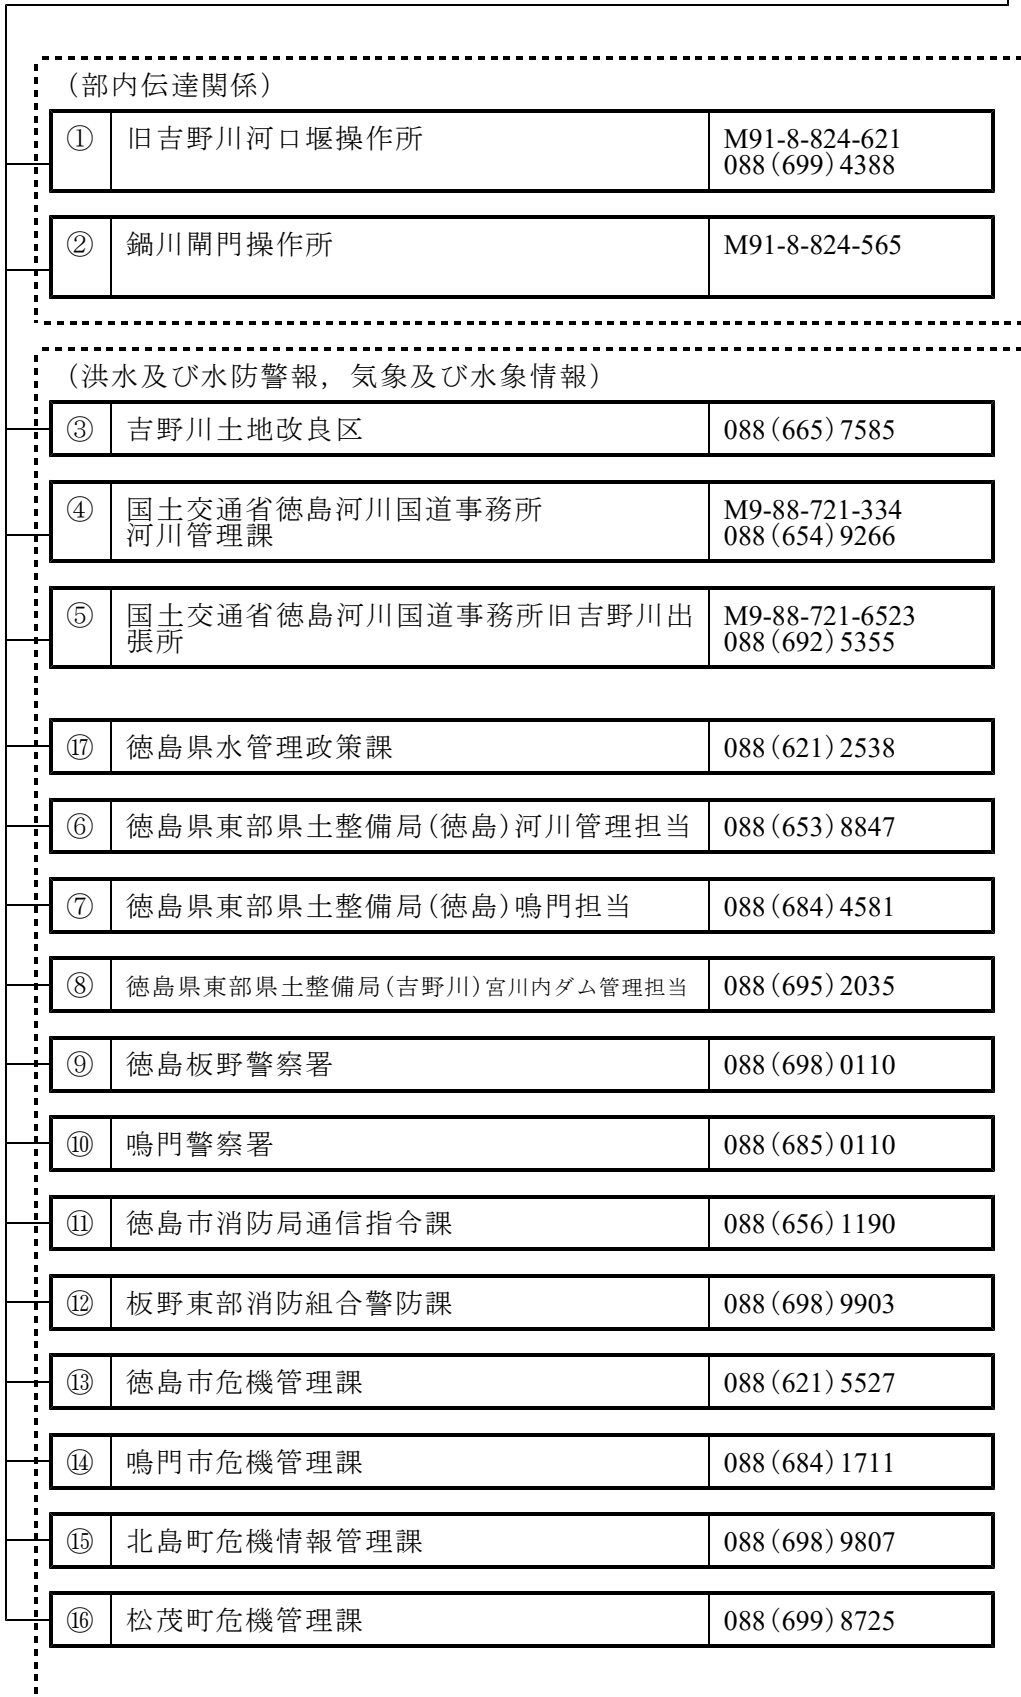 （部内伝達関係）
① 旧吉野川河口堰操作所 M91-8-824-621
088(699)4388
② 鍋川閘門操作所 M91-8-824-565
（洪水及び水防警報，気象及び水象情報）
③ 吉野川土地改良区 088(665)7585
④ 国土交通省徳島河川国道事務所 M9-88-721-334
河川管理課 088(654)9266
⑤ 国土交通省徳島河川国道事務所旧吉野川出 M9-88-721-6523
張所 088(692)5355
⑰ 徳島県水管理政策課 088(621)2538
⑥ 徳島県東部県土整備局(徳島)河川管理担当 088(653)8847
⑦ 徳島県東部県土整備局(徳島)鳴門担当 088(684)4581
⑧ 徳島県東部県土整備局(吉野川)宮川内ダム管理担当 088(695)2035
⑨ 徳島板野警察署 088(698)0110
⑩ 鳴門警察署 088(685)0110
⑪ 徳島市消防局通信指令課 088(656)1190
⑫ 板野東部消防組合警防課 088(698)9903
⑬ 徳島市危機管理課 088(621)5527
⑭ 鳴門市危機管理課 088(684)1711
⑮ 北島町危機情報管理課 088(698)9807
⑯ 松茂町危機管理課 088(699)8725